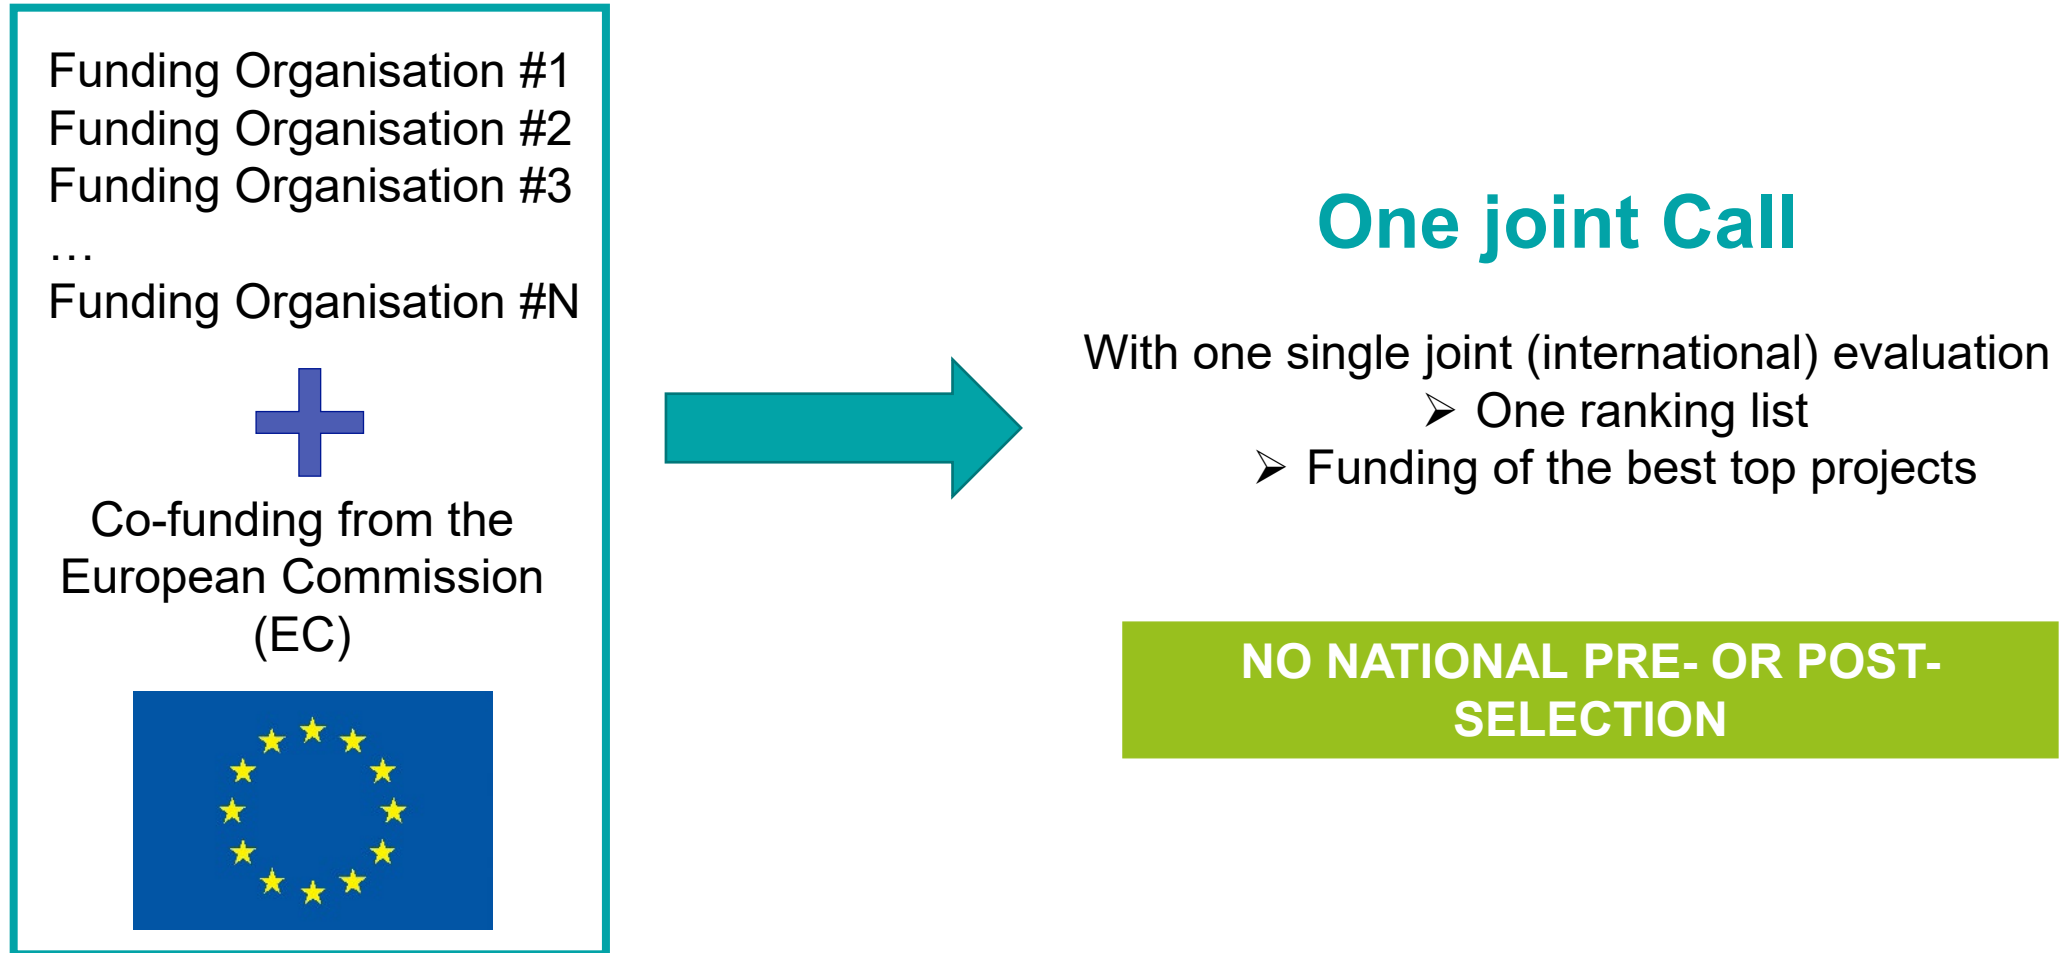 Funding Organisation #1
Funding Organisation #2
Funding Organisation #3
…
Funding Organisation #N
Co-funding from the
European Commission
(EC)
One joint Call
With one single joint (international) evaluation
➢ One ranking list
➢ Funding of the best top projects
NO NATIONAL PRE- OR POST-
SELECTION